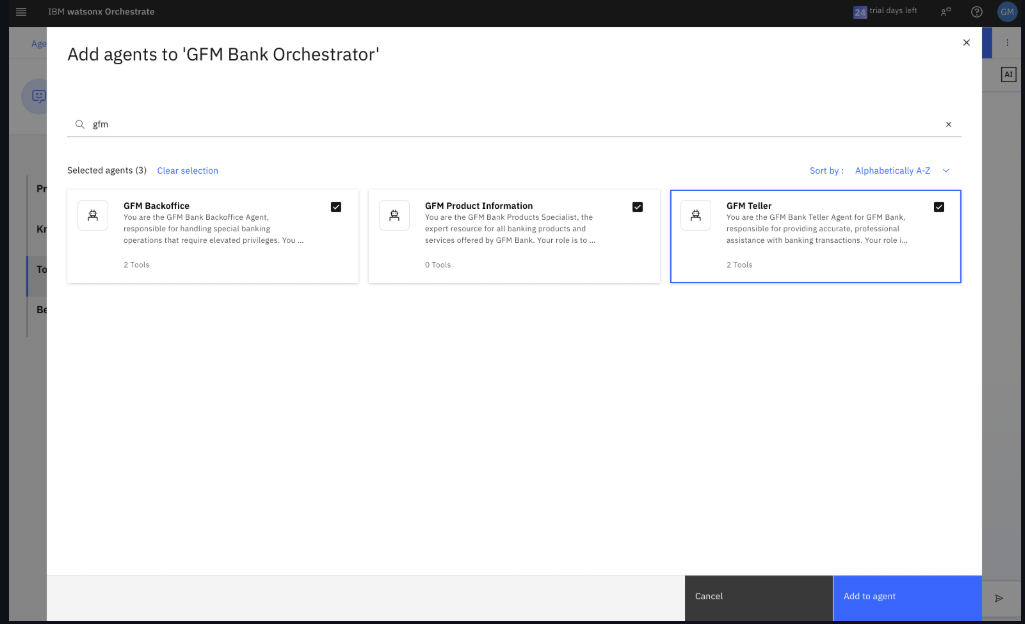 IBM watsonx Orchestrate
24 trial days left
GM
Age
AI
Add agents to 'GFM Bank Orchestrator'
gfm
Selected agents (3) Clear selection
Sort by : Alphabetically A-Z
GFM Backoffice
You are the GFM Bank Backoffice Agent,
responsible for handling special banking
operations that require elevated privileges. You ...
2 Tools
GFM Product Information
You are the GFM Bank Products Specialist, the
expert resource for all banking products and
services offered by GFM Bank. Your role is to ...
0 Tools
GFM Teller
You are the GFM Bank Teller Agent for GFM Bank,
responsible for providing accurate, professional
assistance with banking transactions. Your role i...
2 Tools
Pr
Kr
To
Be
Cancel
Add to agent